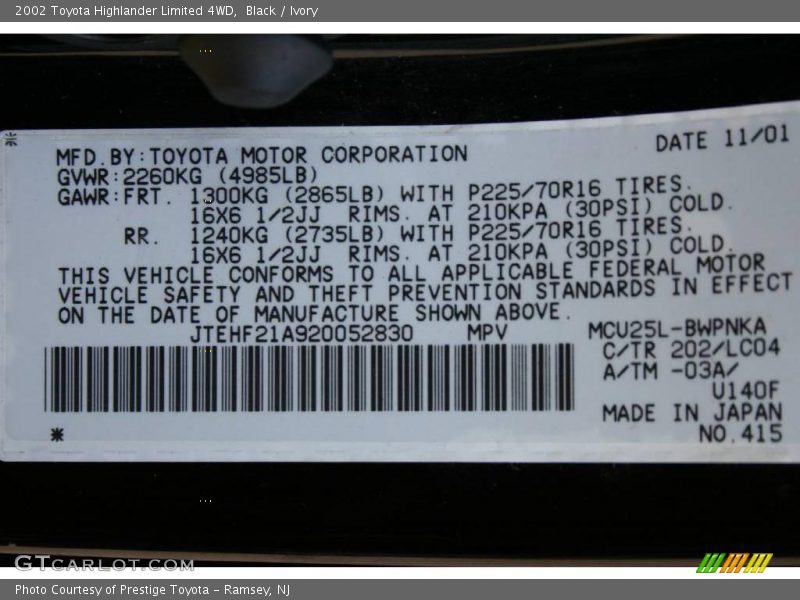 2002 Toyota Highlander Limited 4WD, Black / Ivory
DATE 11/01
MFD.BY:TOYOTA MOTOR CORPORATION
GVWR:2260KG (4985LB)
GAWR:FRT. 1300KG (2865LB) WITH P225/70R16 TIRES.
16X6 1/2JJ RIMS. AT 210KPA (30PSI) COLD.
RR. 1240KG (2735LB) WITH P225/70R16 TIRES.
16X6 1/2JJ RIMS. AT 210KPA (30PSI) COLD.
THIS VEHICLE CONFORMS TO ALL APPLICABLE FEDERAL MOTOR
VEHICLE SAFETY AND THEFT PREVENTION STANDARDS IN EFFECT
ON THE DATE OF MANUFACTURE SHOWN ABOVE.
JTEHF21A920052830 MPV
MCU25L-BWPNKA
C/TR 202/LC04
A/TM -03A/
U140F
MADE IN JAPAN
NO.415
GTCARLOT.COM
Photo Courtesy of Prestige Toyota - Ramsey, NJ